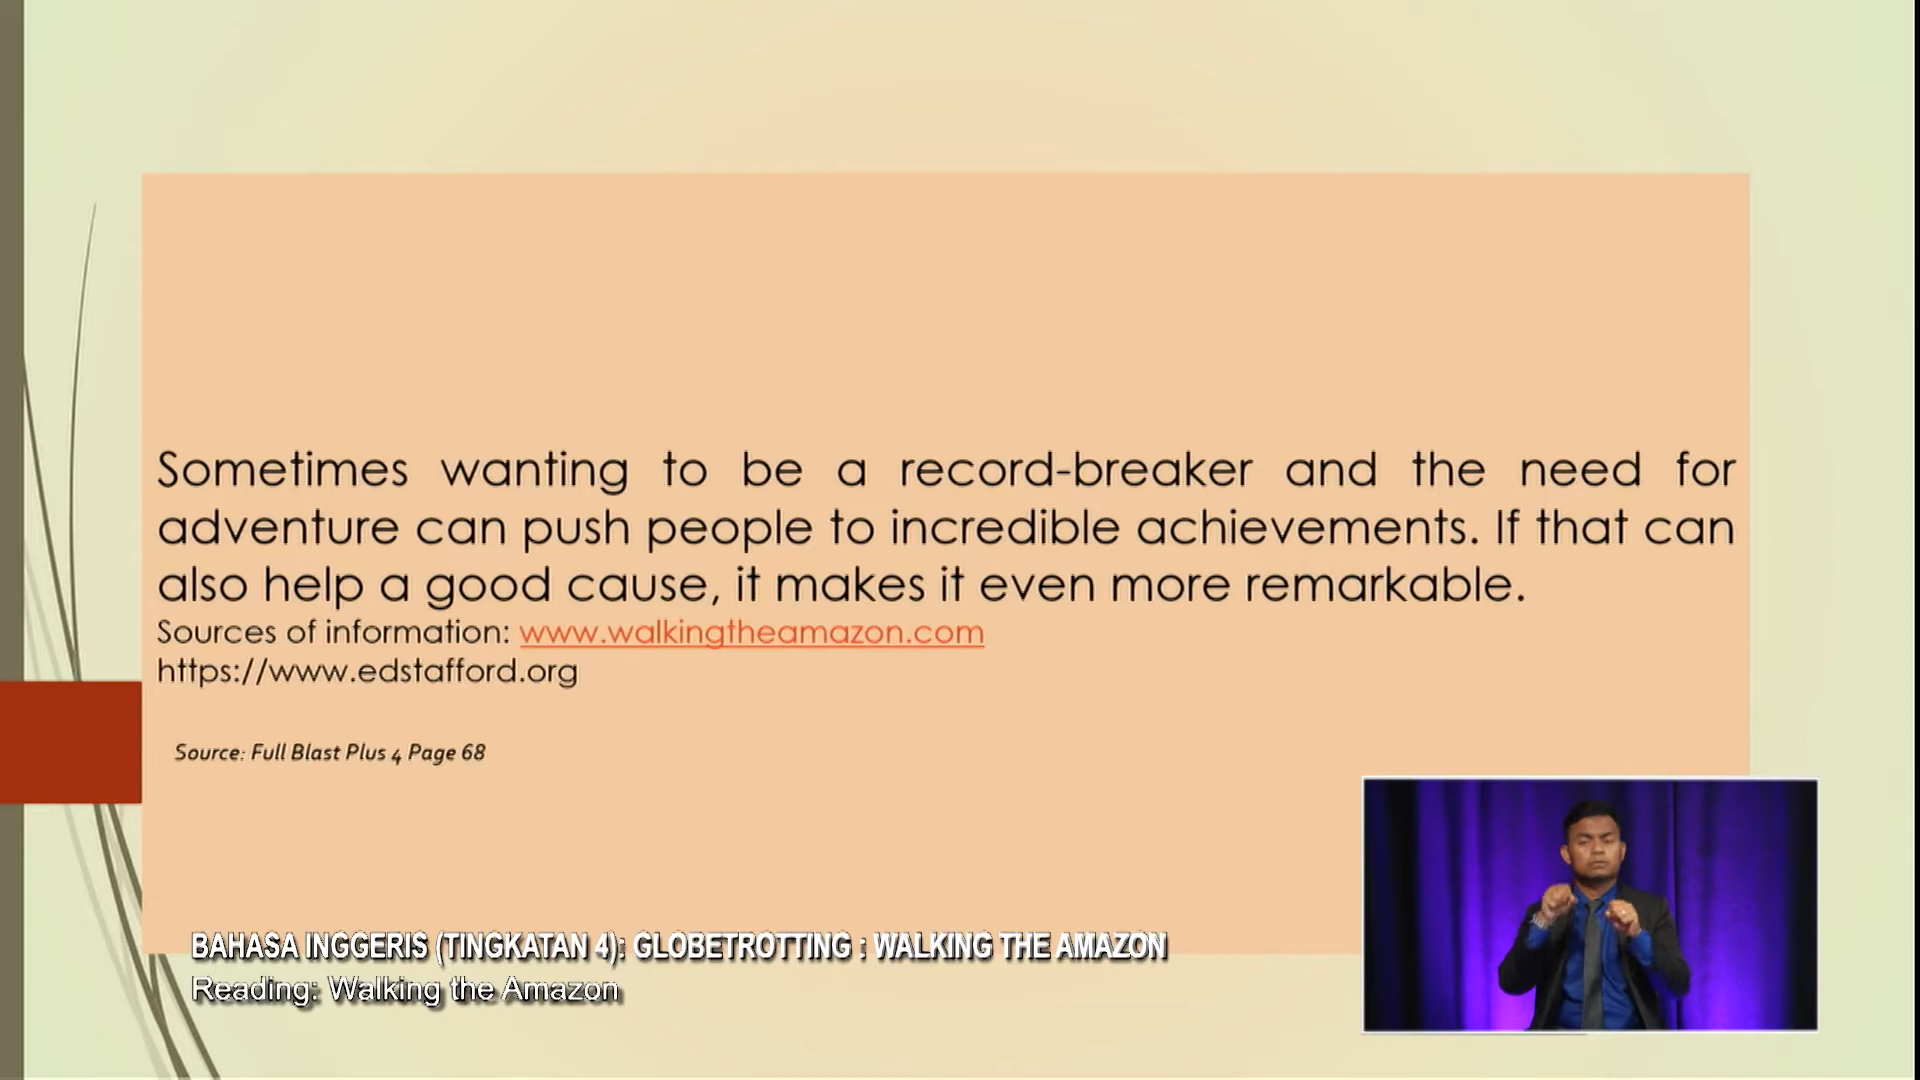 Sometimes wanting to be a record-breaker and the need for
adventure can push people to incredible achievements. If that can
also help a good cause, it makes it even more remarkable.
Sources of information: www.walkingtheamazon.com
https://www.edstafford.org
Source: Full Blast Plus 4 Page 68
BAHASA INGGERIS (TINGKATAN 4): GLOBETROTTING : WALKING THE AMAZON
Reading: Walking the Amazon